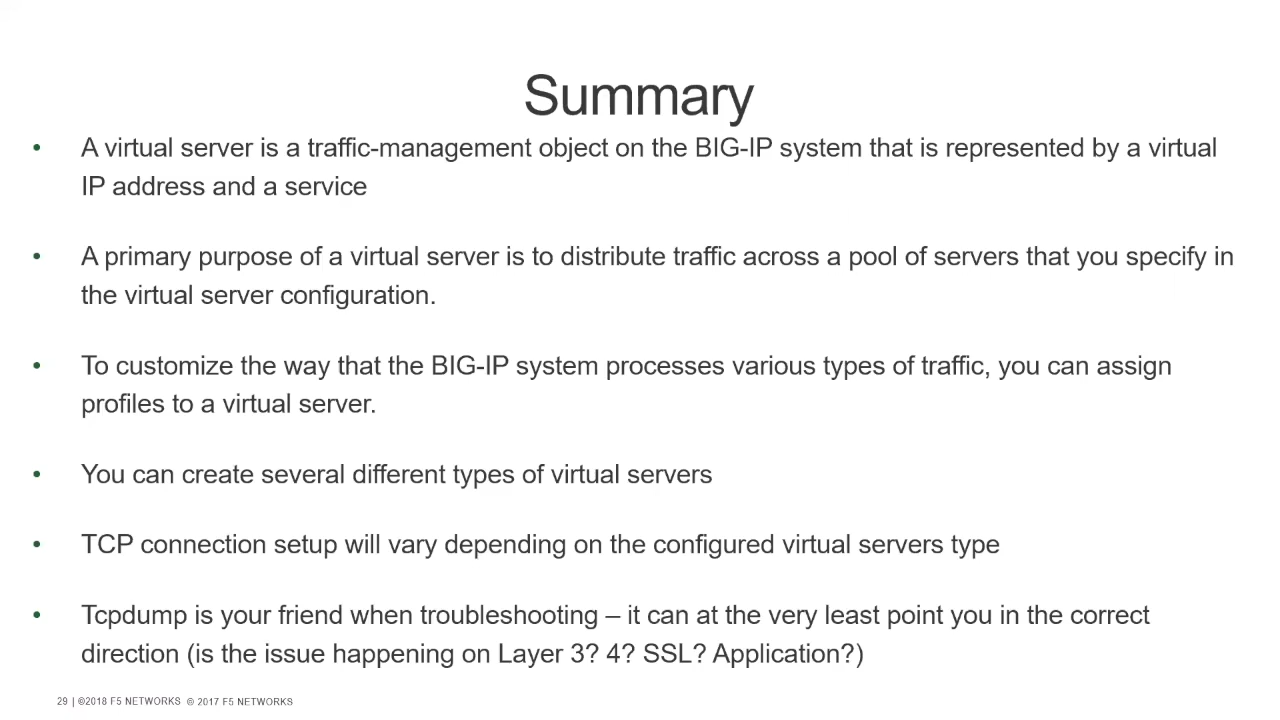 Summary
• A virtual server is a traffic-management object on the BIG-IP system that is represented by a virtual
IP address and a service
• A primary purpose of a virtual server is to distribute traffic across a pool of servers that you specify in
the virtual server configuration.
• To customize the way that the BIG-IP system processes various types of traffic, you can assign
profiles to a virtual server.
• You can create several different types of virtual servers
• TCP connection setup will vary depending on the configured virtual servers type
• Tcpdump is your friend when troubleshooting – it can at the very least point you in the correct
direction (is the issue happening on Layer 3? 4? SSL? Application?)
29 | ©2018 F5 NETWORKS © 2017 F5 NETWORKS